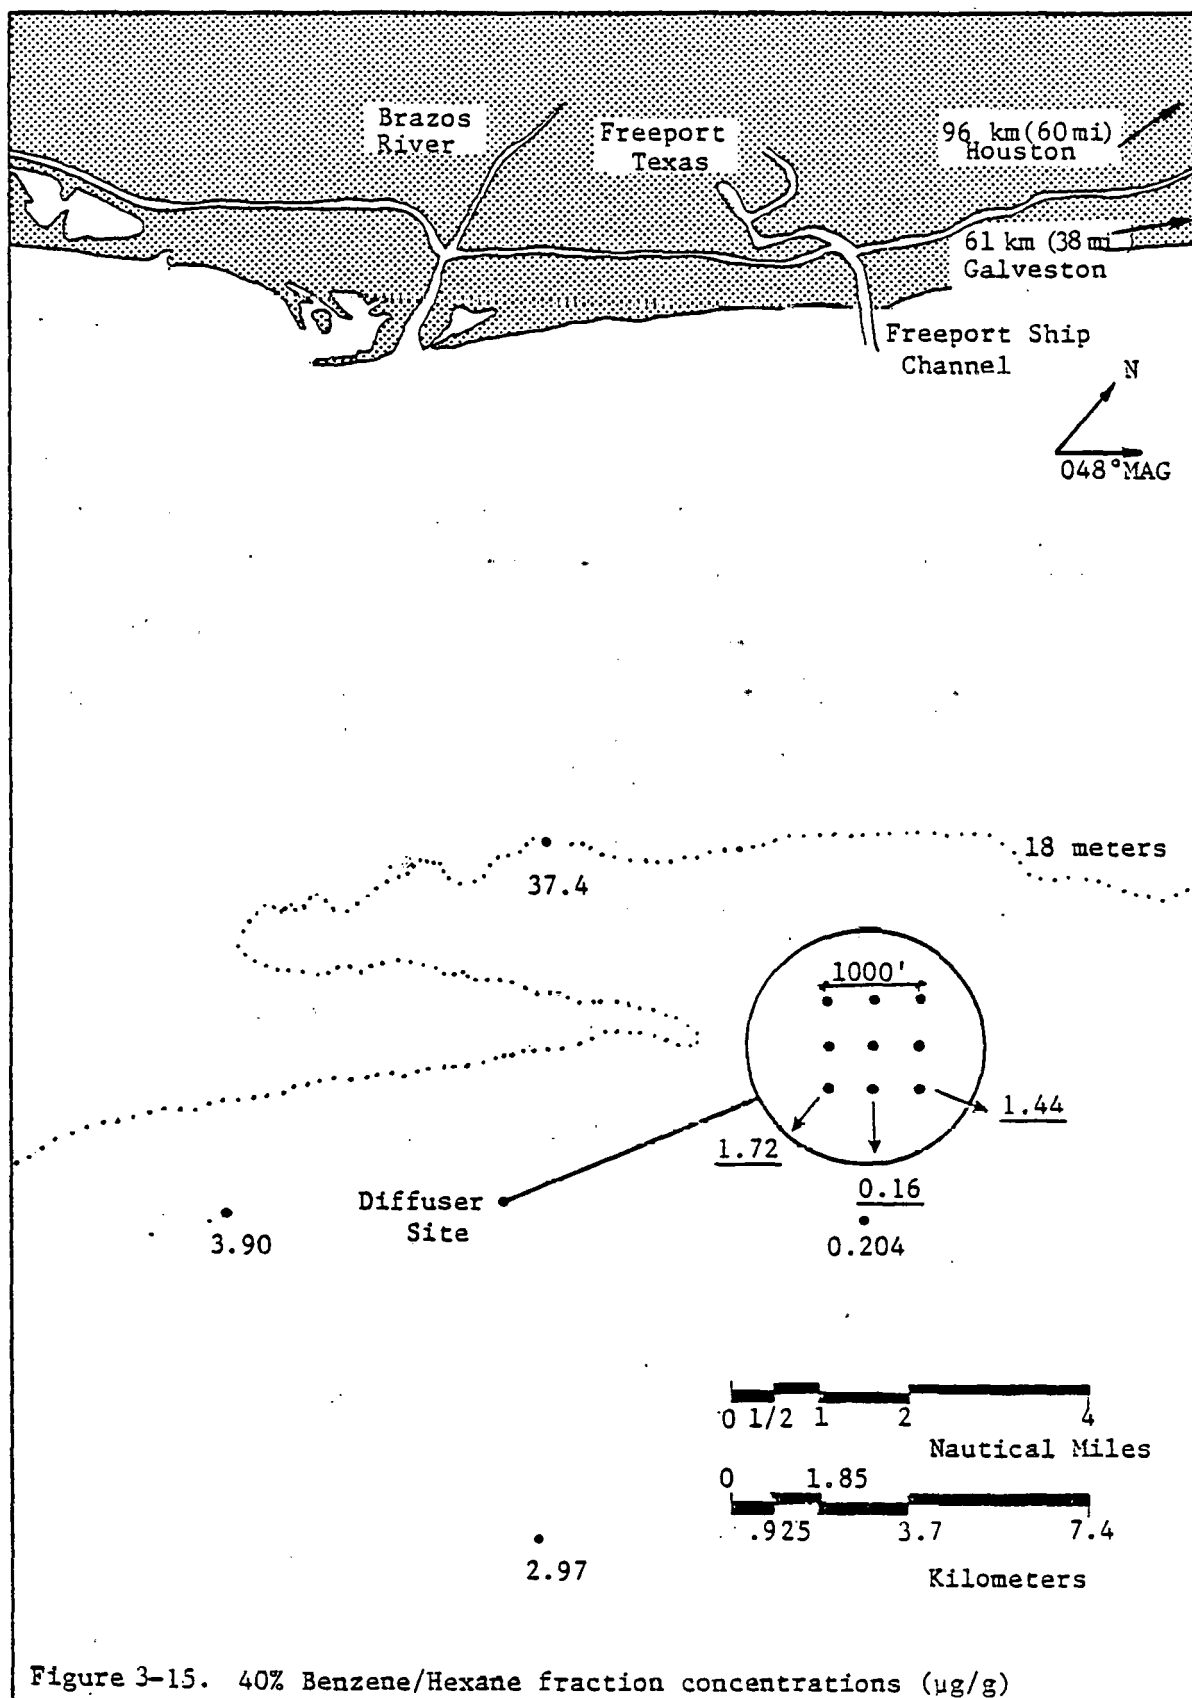 Brazos
River
Freeport
Texas
96 km (60 mi)
Houston
61 km (38 mi)
Galveston
Freeport Ship
Channel
N
048°MAG
18 meters
37.4
1000'
1.44
1.72
0.16
Diffuser
Site
3.90
0.204
0 1/2 1 2 4
Nautical Miles
0 1.85
.925 3.7 7.4
Kilometers
2.97
Figure 3-15. 40% Benzene/Hexane fraction concentrations (µg/g)